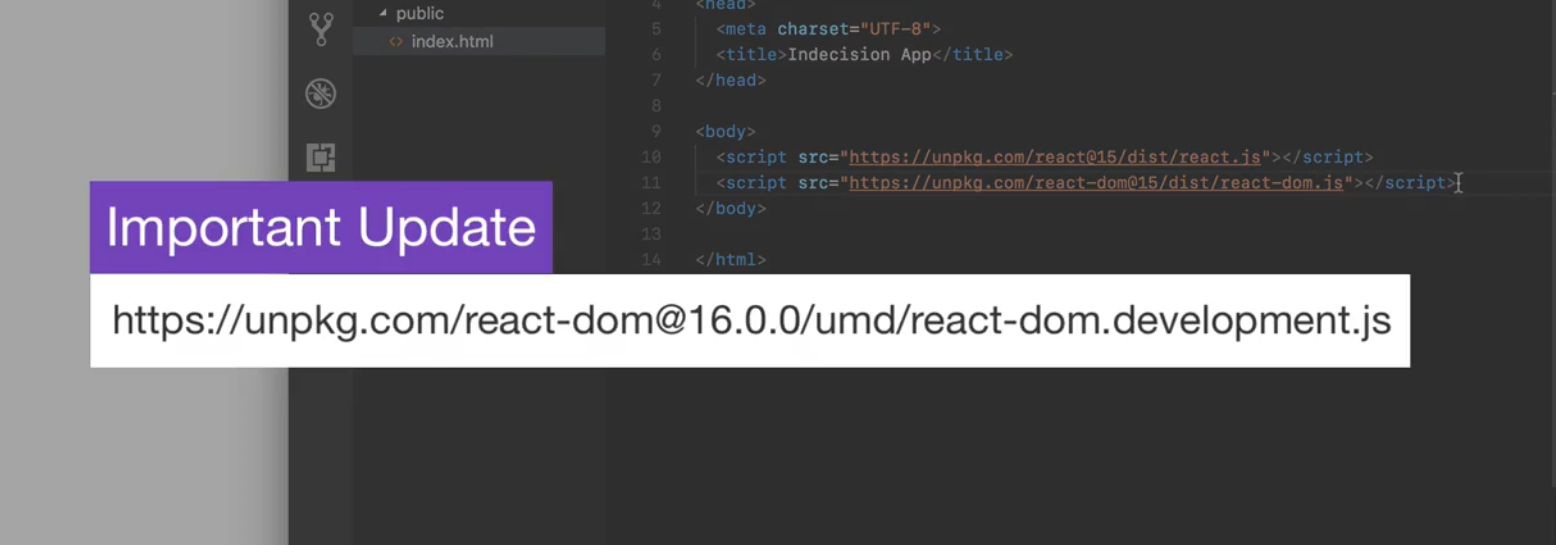 public
index.html
4 <head>
5 <meta charset="UTF-8">
6 <title>Indecision App</title>
7 </head>
8
9 <body>
10 <script src="https://unpkg.com/react@15/dist/react.js"></script>
11 <script src="https://unpkg.com/react-dom@15/dist/react-dom.js"></script>
12 </body>
13
14 </html>
Important Update
https://unpkg.com/react-dom@16.0.0/umd/react-dom.development.js